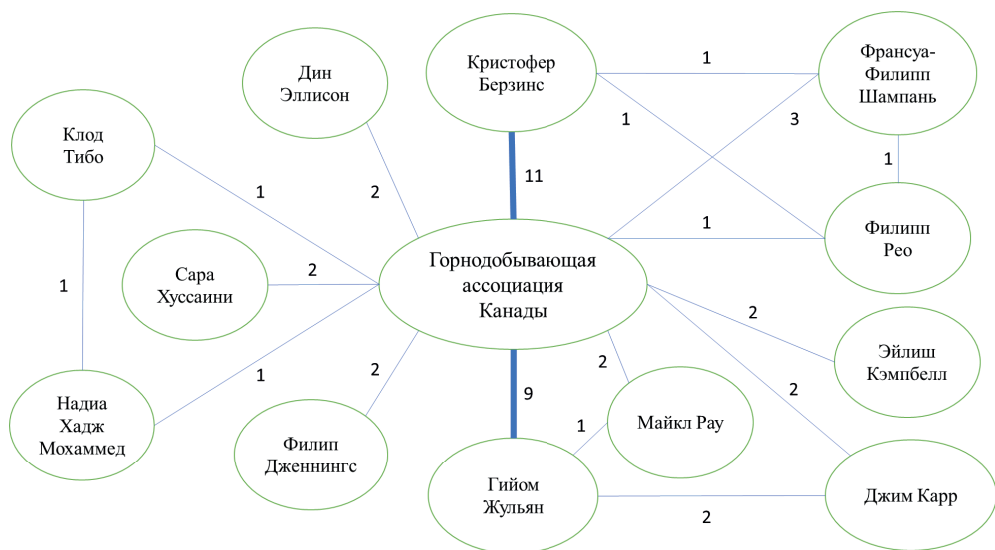 Дин
Эллисон
Кристофер
Берзинс
1
Франсуа-
Филипп
Шампань
Клод
Тибо
1
3
1
11
1
2
1
Филипп
Рео
Сара
Хуссаини
2
Горнодобывающая
ассоциация
Канады
1
2
Эйлиш
Кэмпбелл
1
2
9
2
2
Надиа
Хадж
Мохаммед
Филип
Дженнингс
1
Майкл Рау
Гийом
Жульян
2
Джим Карр